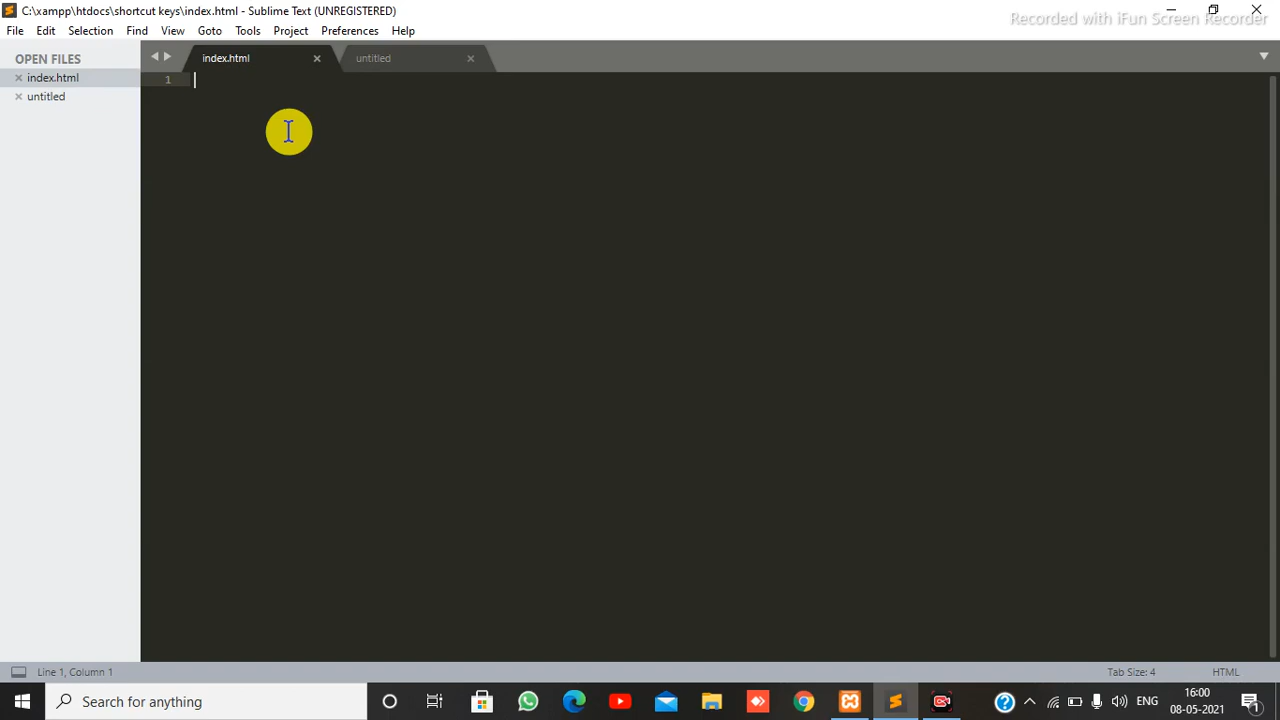 C:\xampp\htdocs\shortcut keys\index.html - Sublime Text (UNREGISTERED)
Recorded with iFun Screen Recorder
File Edit Selection Find View Goto Tools Project Preferences Help
OPEN FILES
index.html
untitled
index.html
untitled
1
Line 1, Column 1
Tab Size: 4
HTML
Search for anything
ENG
16:00
08-05-2021
1